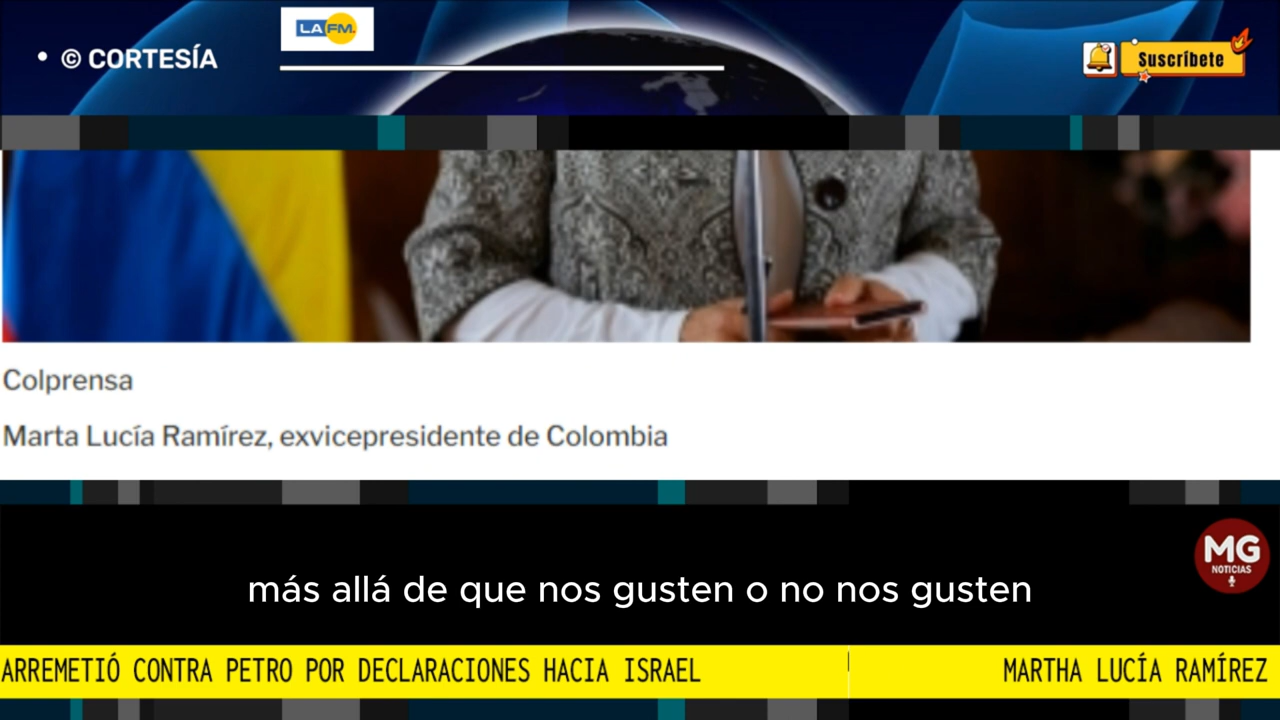 • © CORTESÍA
LA FM.
Suscríbete
Colprensa
Marta Lucía Ramírez, exvicepresidente de Colombia
MG
NOTICIAS
más allá de que nos gusten o no nos gusten
ARREMETIÓ CONTRA PETRO POR DECLARACIONES HACIA ISRAEL
MARTHA LUCÍA RAMÍREZ